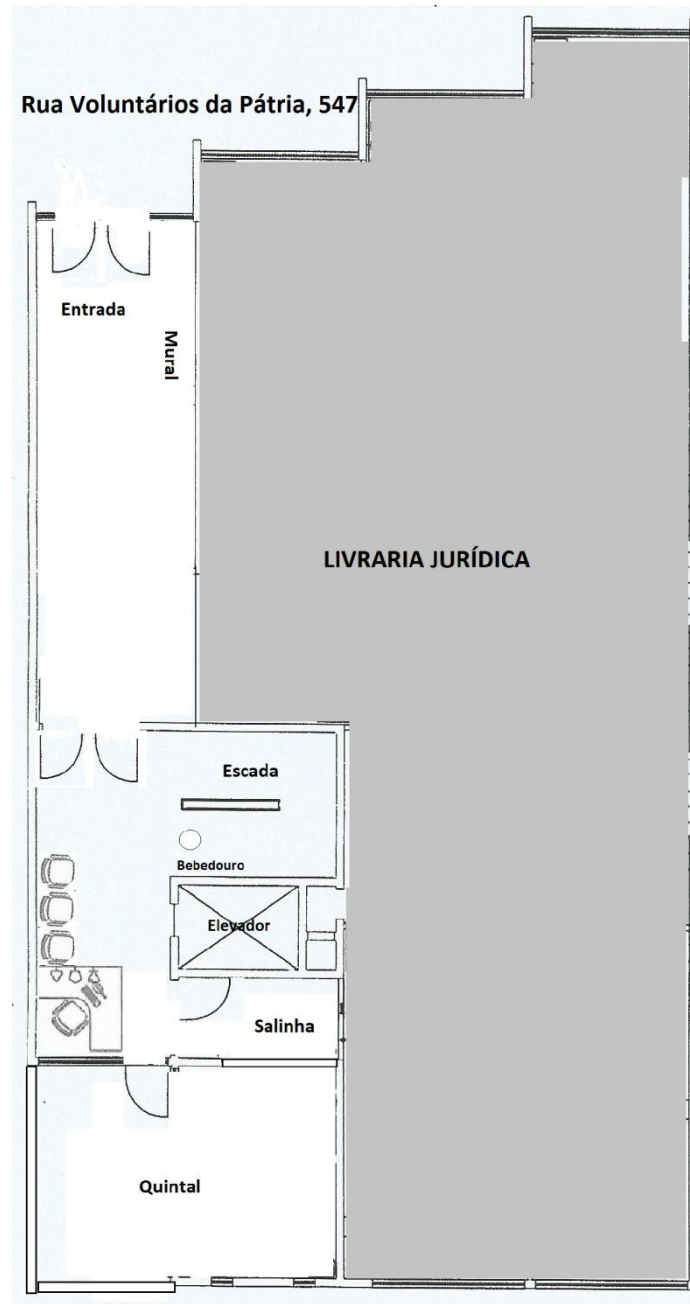 Rua Voluntários da Pátria, 547
Entrada
Mural
LIVRARIA JURÍDICA
Escada
Bebedouro
Elevador
Salinha
Quintal